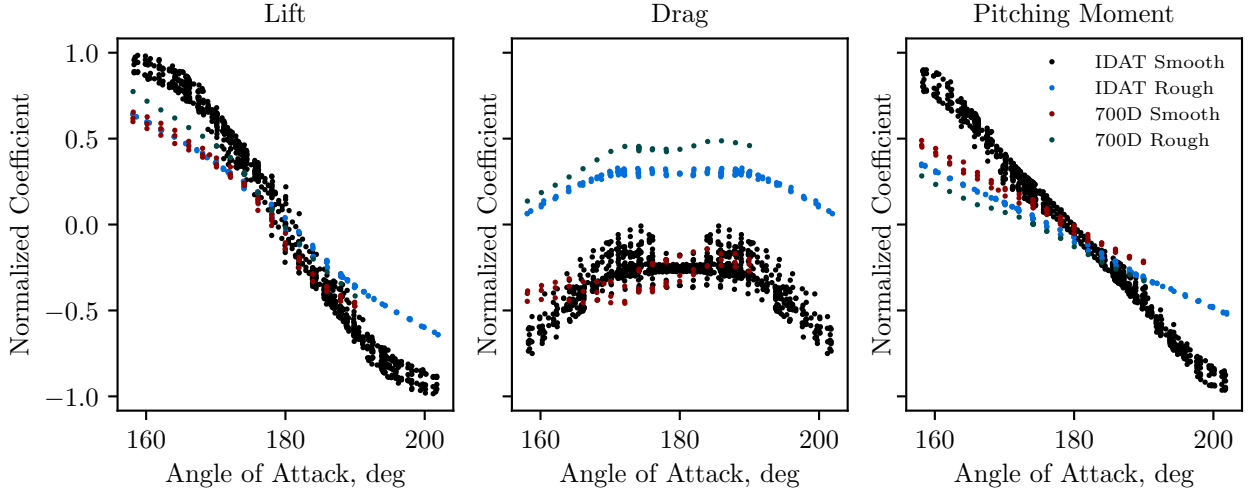 Lift
Drag
Pitching Moment
1.0
0.5
0.0
−0.5
−1.0
Normalized Coefficient
160
180
200
Angle of Attack, deg
Normalized Coefficient
160
180
200
Angle of Attack, deg
Normalized Coefficient
160
180
200
Angle of Attack, deg
IDAT Smooth
IDAT Rough
700D Smooth
700D Rough